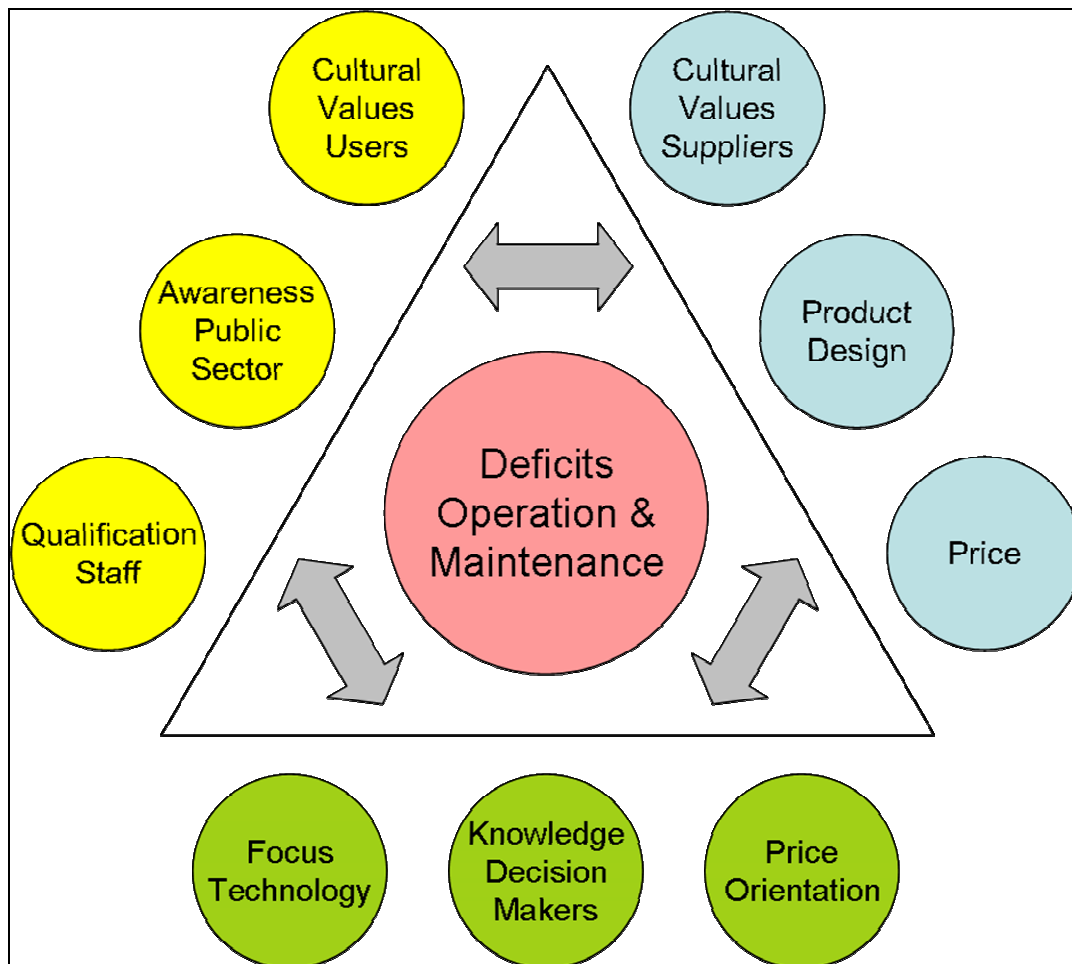 Cultural
Values
Users
Cultural
Values
Suppliers
Awareness
Public
Sector
Product
Design
Deficits
Operation &
Maintenance
Qualification
Staff
Price
Focus
Technology
Knowledge
Decision
Makers
Price
Orientation